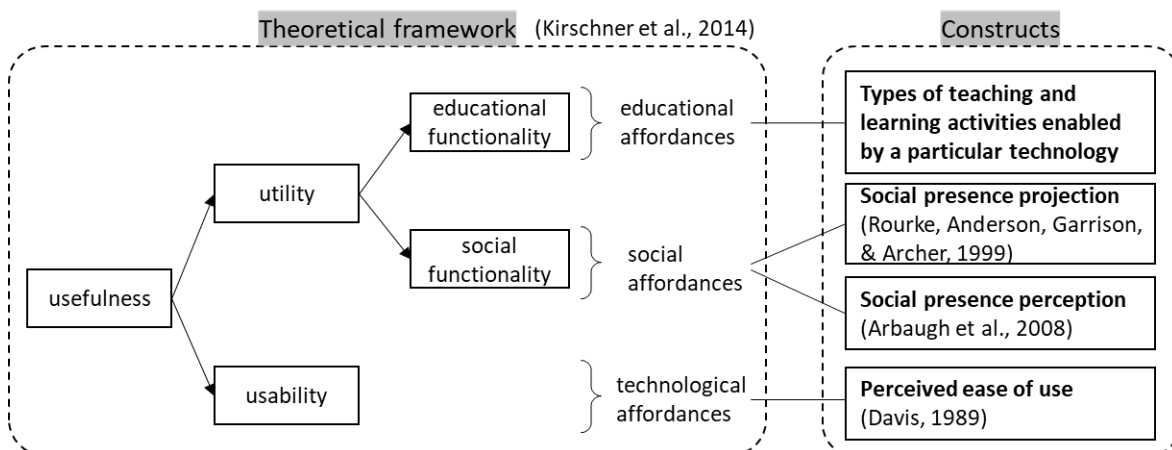 Theoretical framework (Kirschner et al., 2014)
Constructs
educational
functionality
educational
affordances
Types of teaching and
learning activities enabled
by a particular technology
utility
Social presence projection
(Rourke, Anderson, Garrison,
& Archer, 1999)
social
functionality
social
affordances
usefulness
Social presence perception
(Arbaugh et al., 2008)
usability
technological
affordances
Perceived ease of use
(Davis, 1989)